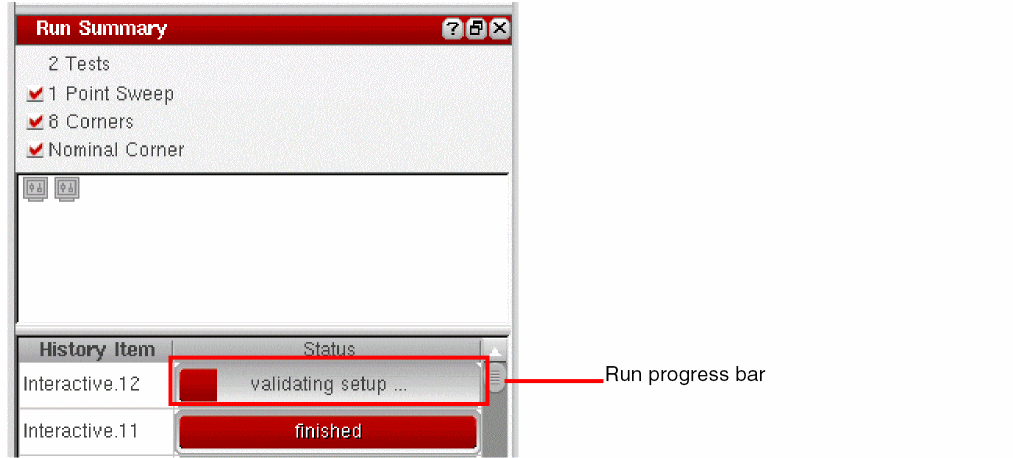 Run Summary
2 Tests
1 Point Sweep
8 Corners
Nominal Corner
History Item Status
Interactive.12 validating setup ...
Run progress bar
Interactive.11 finished